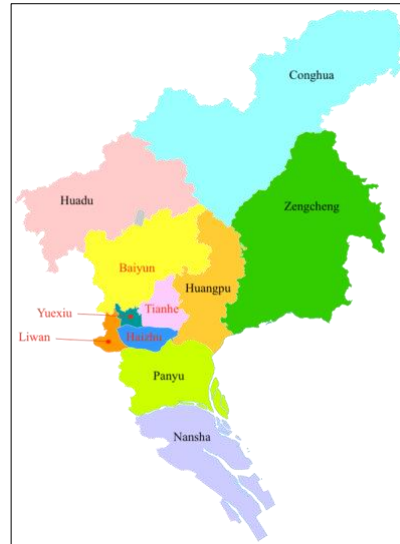 Conghua
Huadu
Zengcheng
Baiyun
Huangpu
Tianhe
Yuexiu
Liwan
Haizhu
Panyu
Nansha